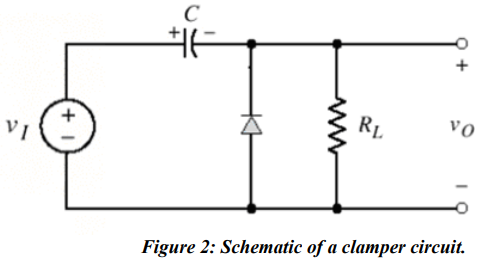 C
+ −
+
−
v_I
R_L
+
v_O
−
Figure 2: Schematic of a clamper circuit.